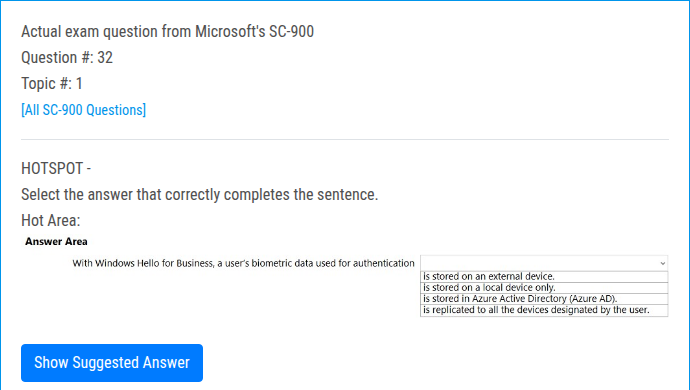 Actual exam question from Microsoft's SC-900
Question #: 32
Topic #: 1
[All SC-900 Questions]
HOTSPOT -
Select the answer that correctly completes the sentence.
Hot Area:
Answer Area
With Windows Hello for Business, a user's biometric data used for authentication
is stored on an external device.
is stored on a local device only.
is stored in Azure Active Directory (Azure AD).
is replicated to all the devices designated by the user.
Show Suggested Answer